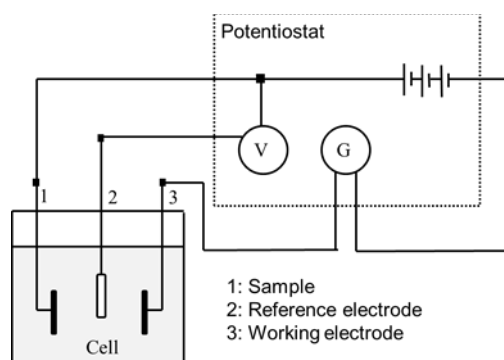 Potentiostat
V
G
1
2
3
1: Sample
2: Reference electrode
3: Working electrode
Cell